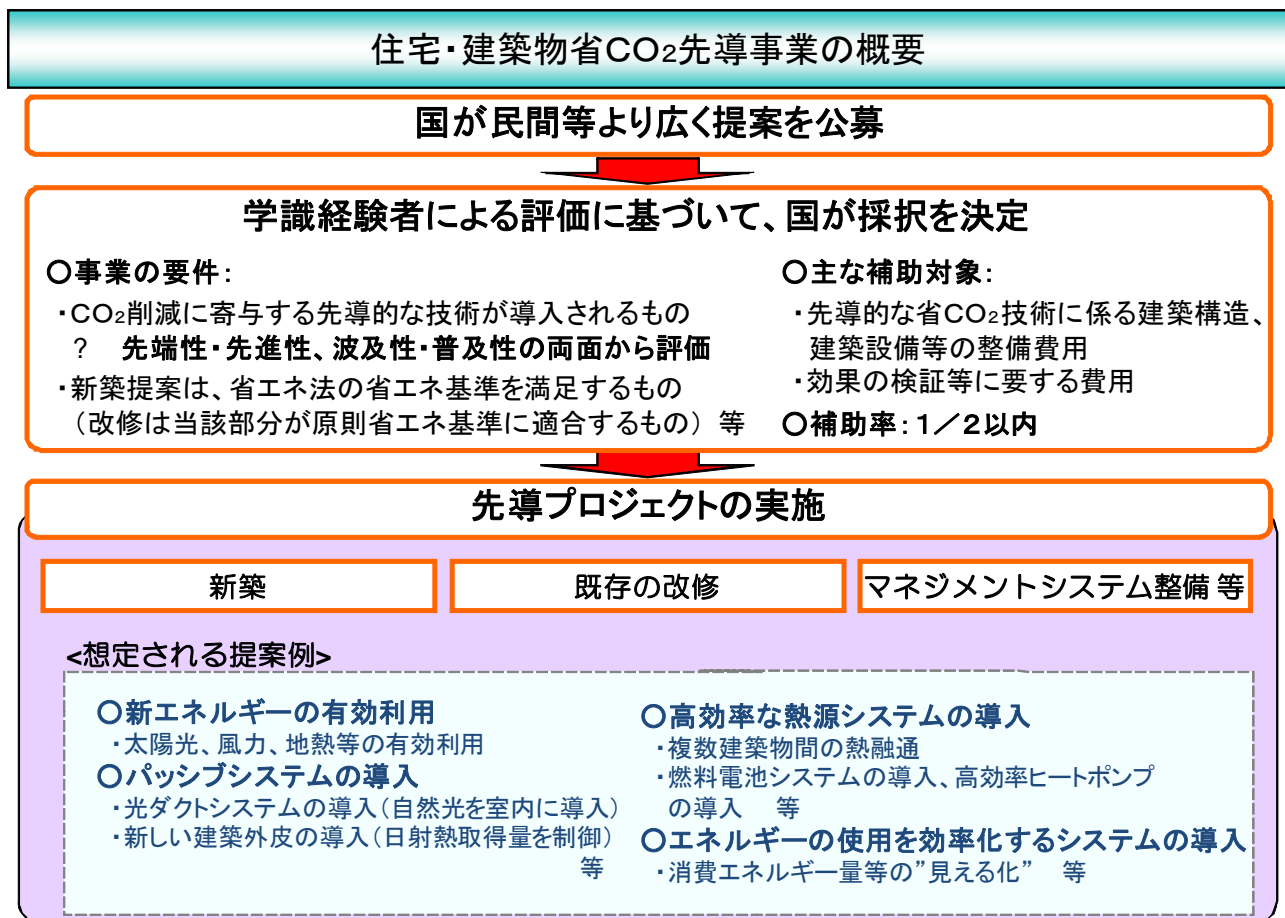 住宅・建築物省CO2先導事業の概要
国が民間等より広く提案を公募
学識経験者による評価に基づいて、国が採択を決定
○事業の要件：
・CO2削減に寄与する先導的な技術が導入されるもの
? 先端性・先進性、波及性・普及性の両面から評価
・新築提案は、省エネ法の省エネ基準を満足するもの
（改修は当該部分が原則省エネ基準に適合するもの） 等
○主な補助対象：
・先導的な省CO2技術に係る建築構造、
建築設備等の整備費用
・効果の検証等に要する費用
○補助率：１／２以内
先導プロジェクトの実施
新築
既存の改修
マネジメントシステム整備 等
<想定される提案例>
○新エネルギーの有効利用
・太陽光、風力、地熱等の有効利用
○パッシブシステムの導入
・光ダクトシステムの導入（自然光を室内に導入）
・新しい建築外皮の導入（日射熱取得量を制御）
等
○高効率な熱源システムの導入
・複数建築物間の熱融通
・燃料電池システムの導入、高効率ヒートポンプ
の導入 等
○エネルギーの使用を効率化するシステムの導入
・消費エネルギー量等の”見える化” 等